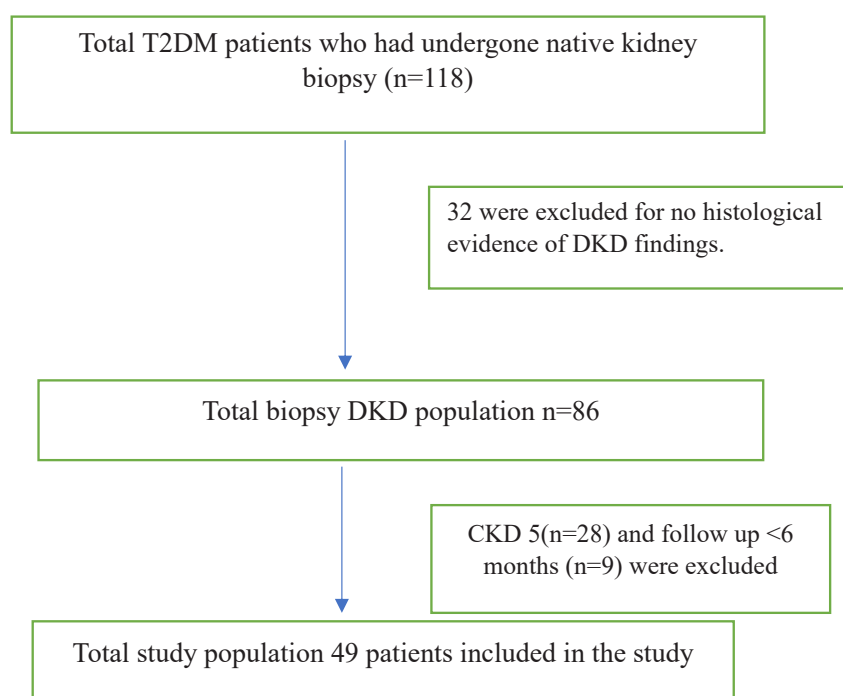 Total T2DM patients who had undergone native kidney
biopsy (n=118)
32 were excluded for no histological
evidence of DKD findings.
Total biopsy DKD population n=86
CKD 5(n=28) and follow up <6
months (n=9) were excluded
Total study population 49 patients included in the study